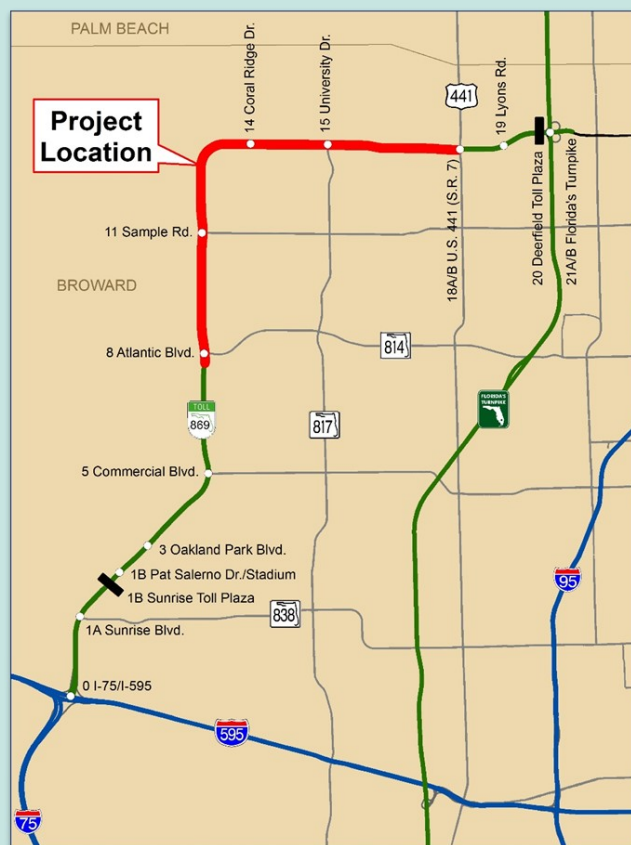 PALM BEACH
14 Coral Ridge Dr.
15 University Dr.
441
19 Lyons Rd.
Project
Location
18A/B U.S. 441 (S.R. 7)
20 Deerfield Toll Plaza
21A/B Florida's Turnpike
11 Sample Rd.
BROWARD
8 Atlantic Blvd.
814
TOLL
869
817
FLORIDA'S
TURNPIKE
5 Commercial Blvd.
3 Oakland Park Blvd.
1B Pat Salerno Dr./Stadium
1B Sunrise Toll Plaza
95
838
1A Sunrise Blvd.
0 I-75/I-595
595
75